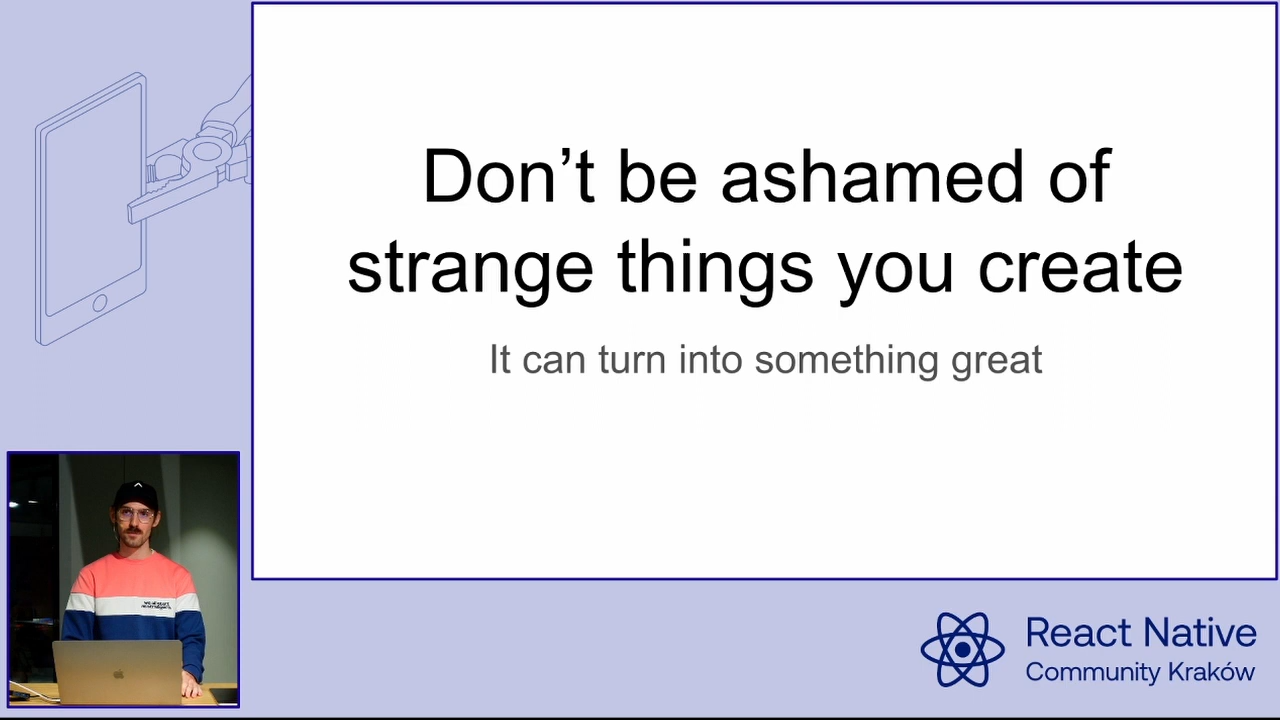 Don’t be ashamed of
strange things you create
It can turn into something great
React Native
Community Kraków